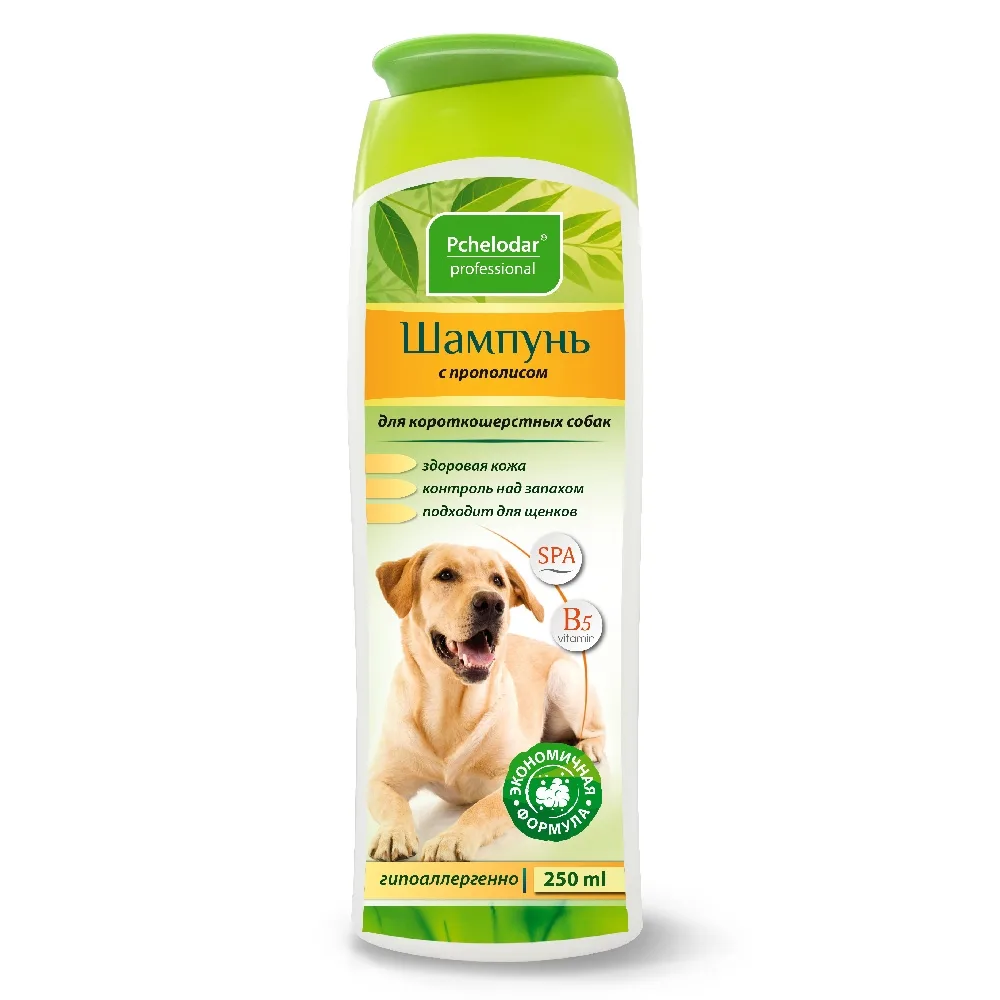 Pchelodar®
professional
Шампунь
с прополисом
для короткошерстных собак
здоровая кожа
контроль над запахом
подходит для щенков
SPA
B5
vitamin
ЭКОНОМИЧНАЯ
ФОРМУЛА
гипоаллергенно
250 ml